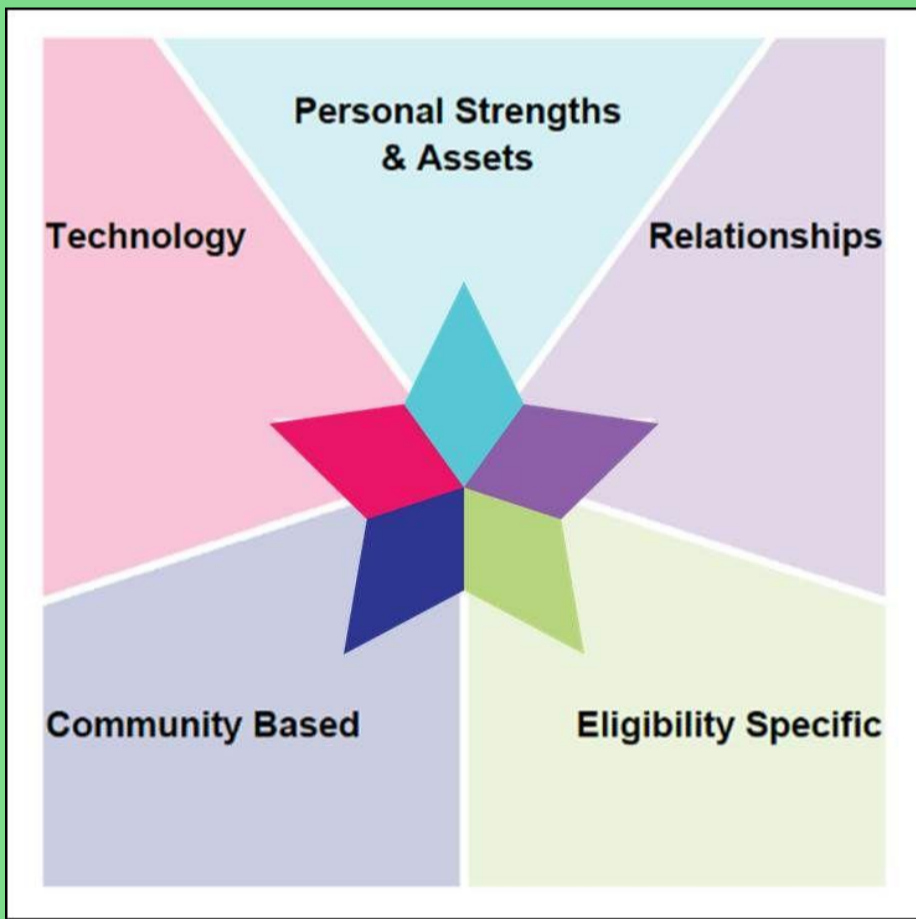 Personal Strengths
& Assets
Technology
Relationships
Community Based
Eligibility Specific